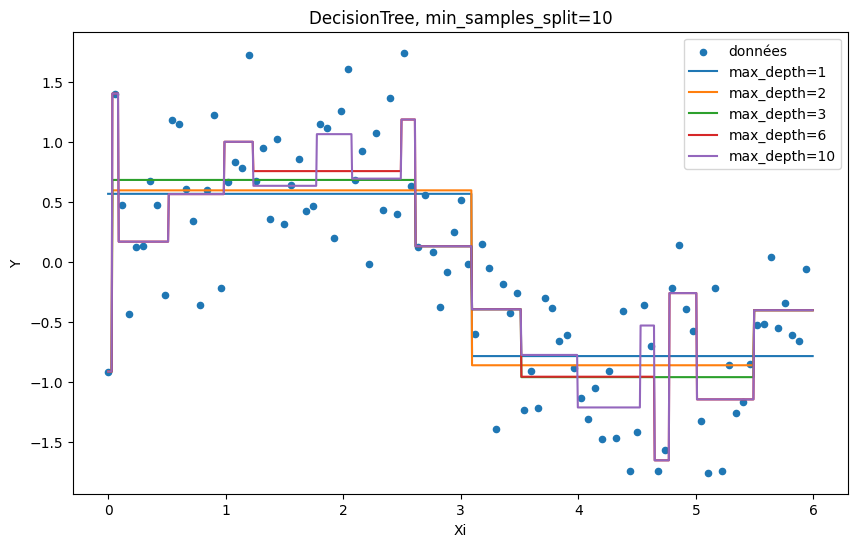 DecisionTree, min_samples_split=10
données
max_depth=1
max_depth=2
max_depth=3
max_depth=6
max_depth=10
Y
1.5
1.0
0.5
0.0
−0.5
−1.0
−1.5
0 1 2 3 4 5 6
Xi